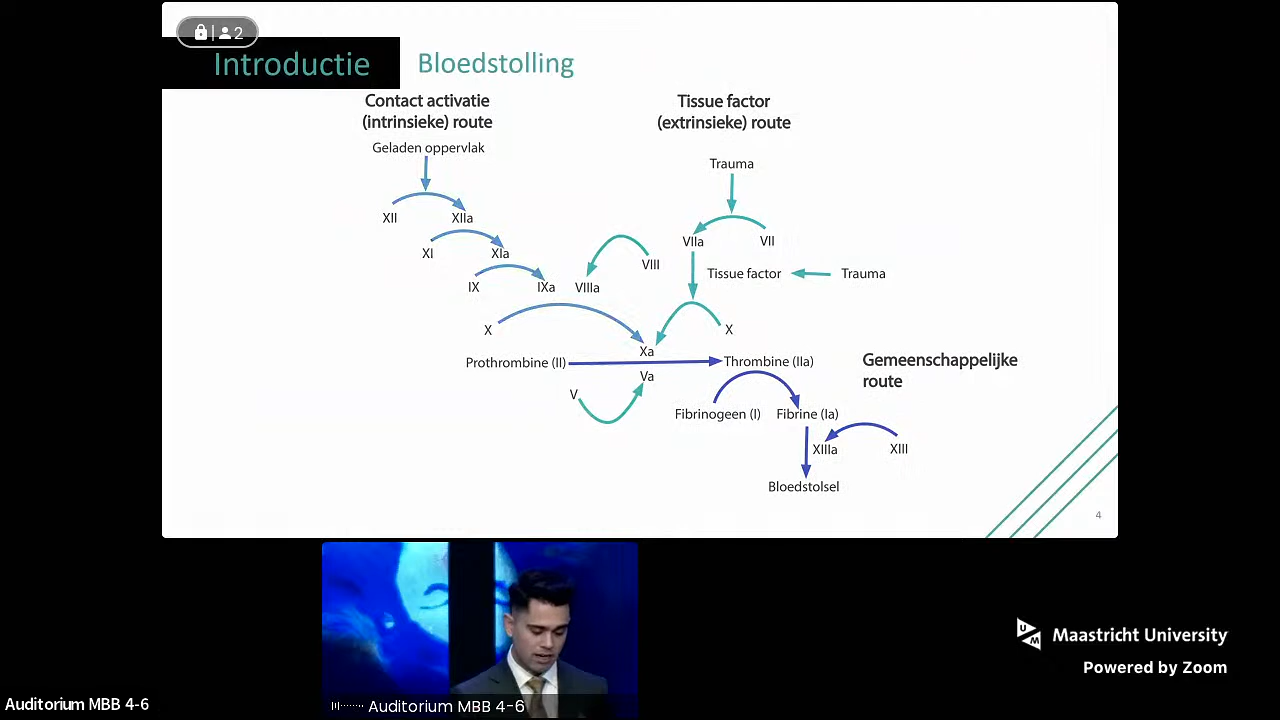 2
Introductie
Bloedstolling
Contact activatie
(intrinsieke) route
Tissue factor
(extrinsieke) route
Geladen oppervlak
Trauma
XII
XIIa
VIIa
VII
XI
XIa
VIII
Tissue factor
Trauma
IX
IXa
VIIIa
X
X
Xa
Prothrombine (II)
Thrombine (IIa)
Gemeenschappelijke
route
Va
V
Fibrinogeen (I)
Fibrine (Ia)
XIIIa
XIII
Bloedstolsel
4
UM
Maastricht University
Powered by Zoom
Auditorium MBB 4-6
Auditorium MBB 4-6